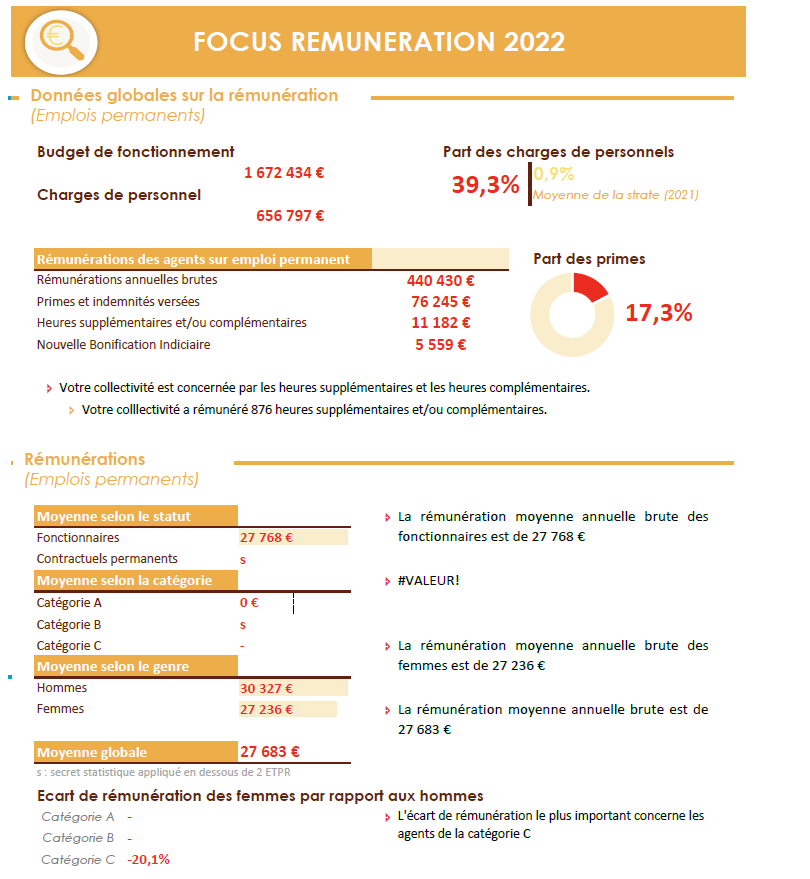 FOCUS REMUNERATION 2022
Données globales sur la rémunération
(Emplois permanents)
Budget de fonctionnement
1 672 434 €
Charges de personnel
656 797 €
Part des charges de personnels
39,3%
0,9%
Moyenne de la strate (2021)
Rémunérations des agents sur emploi permanent
Rémunérations annuelles brutes 440 430 €
Primes et indemnités versées 76 245 €
Heures supplémentaires et/ou complémentaires 11 182 €
Nouvelle Bonification Indiciaire 5 559 €
Part des primes
17,3%
Votre collectivité est concernée par les heures supplémentaires et les heures complémentaires.
Votre colllectivité a rémunéré 876 heures supplémentaires et/ou complémentaires.
Rémunérations
(Emplois permanents)
Moyenne selon le statut
Fonctionnaires 27 768 €
Contractuels permanents s
Moyenne selon la catégorie
Catégorie A 0 €
Catégorie B s
Catégorie C -
Moyenne selon le genre
Hommes 30 327 €
Femmes 27 236 €
Moyenne globale 27 683 €
s : secret statistique appliqué en dessous de 2 ETPR
La rémunération moyenne annuelle brute des
fonctionnaires est de 27 768 €
#VALEUR!
La rémunération moyenne annuelle brute des
femmes est de 27 236 €
La rémunération moyenne annuelle brute est de
27 683 €
Ecart de rémunération des femmes par rapport aux hommes
Catégorie A -
Catégorie B -
Catégorie C -20,1%
L'écart de rémunération le plus important concerne les
agents de la catégorie C